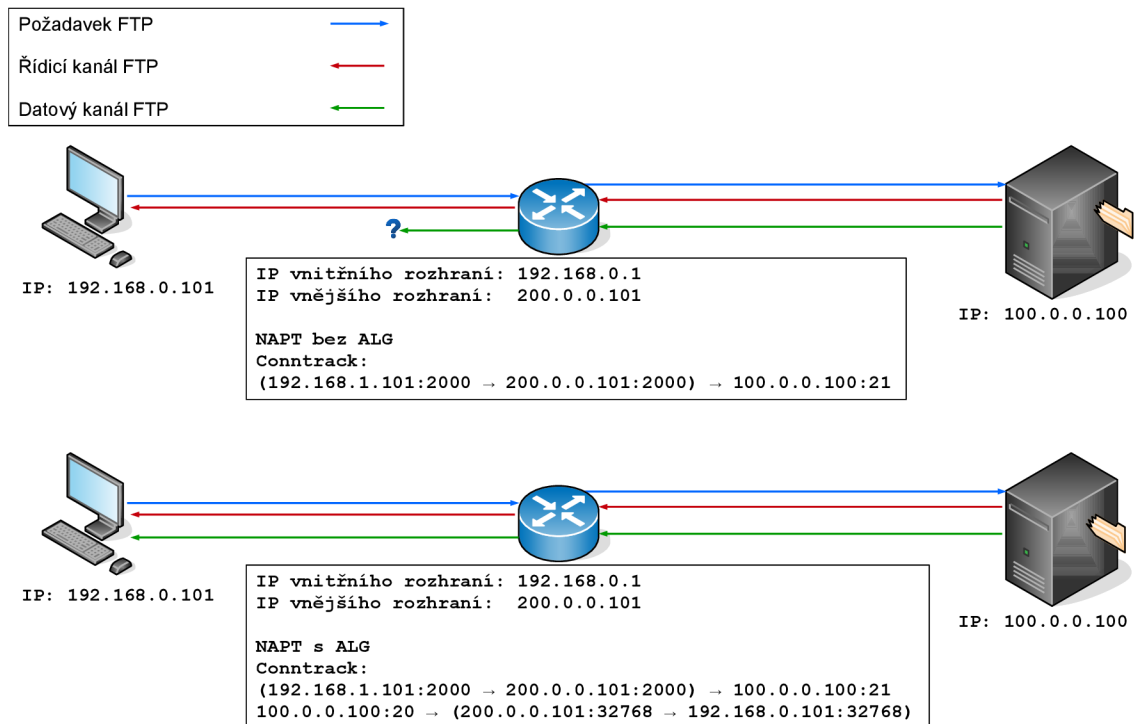 Požadavek FTP
Řídicí kanál FTP
Datový kanál FTP
?
IP: 192.168.0.101
IP vnitřního rozhraní: 192.168.0.1
IP vnějšího rozhraní: 200.0.0.101
NAPT bez ALG
Conntrack:
(192.168.1.101:2000 → 200.0.0.101:2000) → 100.0.0.100:21
IP: 100.0.0.100
IP: 192.168.0.101
IP vnitřního rozhraní: 192.168.0.1
IP vnějšího rozhraní: 200.0.0.101
NAPT s ALG
Conntrack:
(192.168.1.101:2000 → 200.0.0.101:2000) → 100.0.0.100:21
100.0.0.100:20 → (200.0.0.101:32768 → 192.168.0.101:32768)
IP: 100.0.0.100